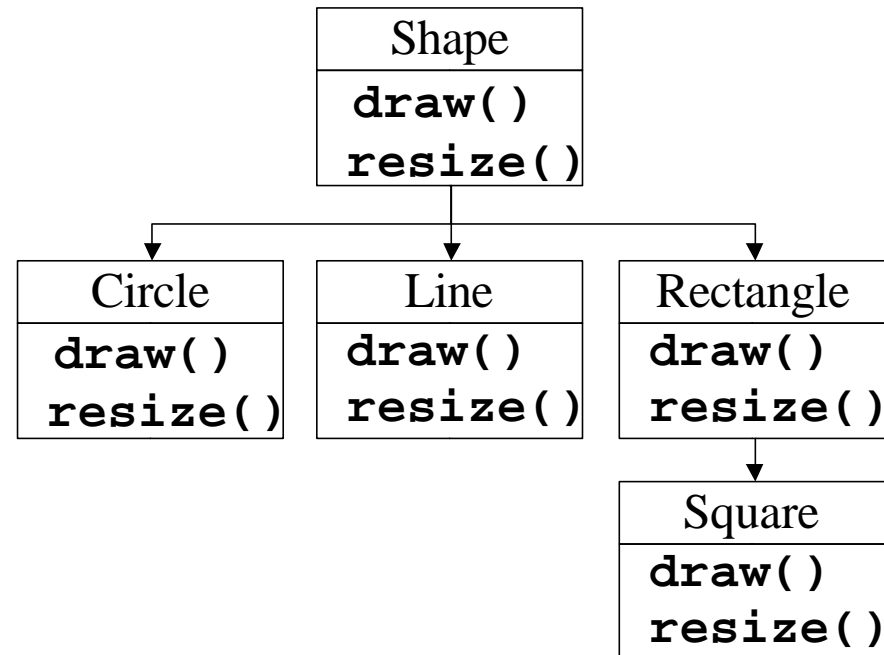 Shape
draw()
resize()
Circle
draw()
resize()
Line
draw()
resize()
Rectangle
draw()
resize()
Square
draw()
resize()